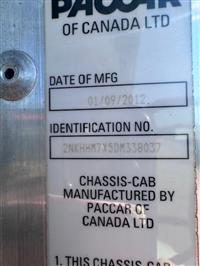 PACCAR
OF CANADA LTD
DATE OF MFG
01/09/2012
IDENTIFICATION NO.
2NKHHM7X5DM338037
CHASSIS-CAB
MANUFACTURED BY
PACCAR OF
CANADA LTD
1. THIS CHASSIS-CAB